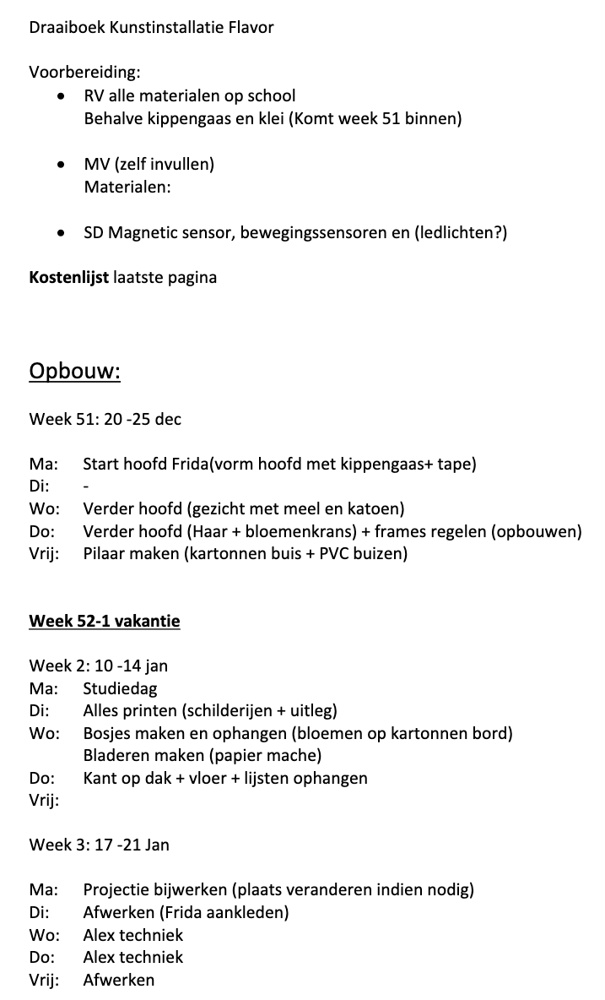 Draaiboek Kunstinstallatie Flavor
Voorbereiding:
• RV alle materialen op school
Behalve kippengaas en klei (Komt week 51 binnen)
• MV (zelf invullen)
Materialen:
• SD Magnetic sensor, bewegingssensoren en (ledlichten?)
Kostenlijst laatste pagina
Opbouw:
Week 51: 20 -25 dec
Ma: Start hoofd Frida(vorm hoofd met kippengaas+ tape)
Di: -
Wo: Verder hoofd (gezicht met meel en katoen)
Do: Verder hoofd (Haar + bloemenkrans) + frames regelen (opbouwen)
Vrij: Pilaar maken (kartonnen buis + PVC buizen)
Week 52-1 vakantie
Week 2: 10 -14 jan
Ma: Studiedag
Di: Alles printen (schilderijen + uitleg)
Wo: Bosjes maken en ophangen (bloemen op kartonnen bord)
Bladeren maken (papier mache)
Do: Kant op dak + vloer + lijsten ophangen
Vrij:
Week 3: 17 -21 Jan
Ma: Projectie bijwerken (plaats veranderen indien nodig)
Di: Afwerken (Frida aankleden)
Wo: Alex techniek
Do: Alex techniek
Vrij: Afwerken